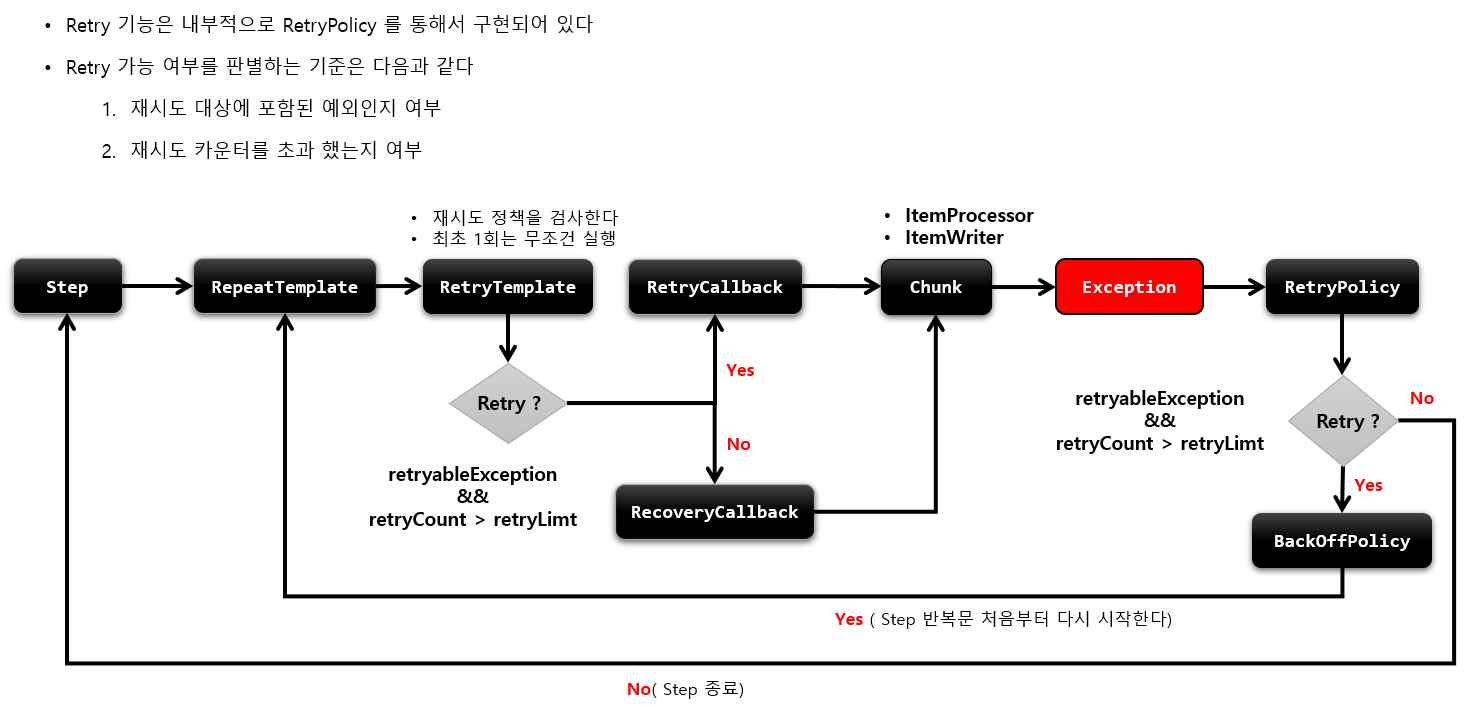 • Retry 기능은 내부적으로 RetryPolicy 를 통해서 구현되어 있다
• Retry 가능 여부를 판별하는 기준은 다음과 같다
1. 재시도 대상에 포함된 예외인지 여부
2. 재시도 카운터를 초과 했는지 여부
• 재시도 정책을 검사한다
• 최초 1회는 무조건 실행
• ItemProcessor
• ItemWriter
Step
RepeatTemplate
RetryTemplate
RetryCallback
Chunk
Exception
RetryPolicy
Retry ?
Yes
No
retryableException
&&
retryCount > retryLimt
RecoveryCallback
retryableException
&&
retryCount > retryLimt
Retry ?
No
Yes
BackOffPolicy
Yes ( Step 반복문 처음부터 다시 시작한다)
No( Step 종료)